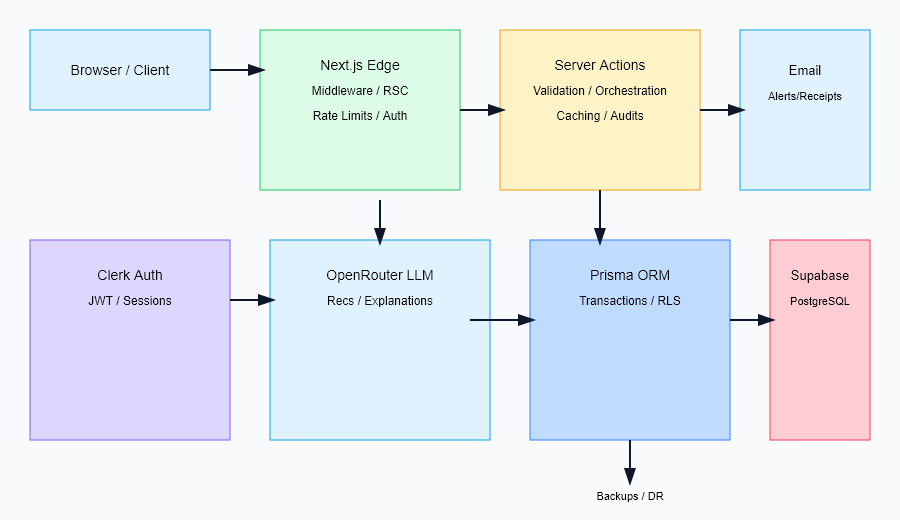 Browser / Client
Next.js Edge
Middleware / RSC
Rate Limits / Auth
Server Actions
Validation / Orchestration
Caching / Audits
Email
Alerts/Receipts
Clerk Auth
JWT / Sessions
OpenRouter LLM
Recs / Explanations
Prisma ORM
Transactions / RLS
Supabase
PostgreSQL
Backups / DR